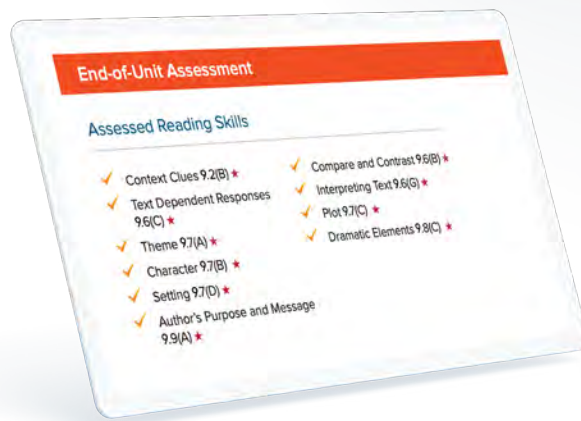 End-of-Unit Assessment
Assessed Reading Skills
Context Clues 9.2(B) ★
Text Dependent Responses
9.6(C) ★
Theme 9.7(A) ★
Character 9.7(B) ★
Setting 9.7(D) ★
Author's Purpose and Message
9.9(A) ★
Compare and Contrast 9.6(B) ★
Interpreting Text 9.6(G) ★
Plot 9.7(C) ★
Dramatic Elements 9.8(C) ★